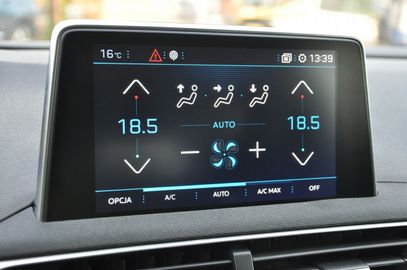 16°C 13:39
18.5 AUTO 18.5
OPCJA A/C AUTO A/C MAX OFF